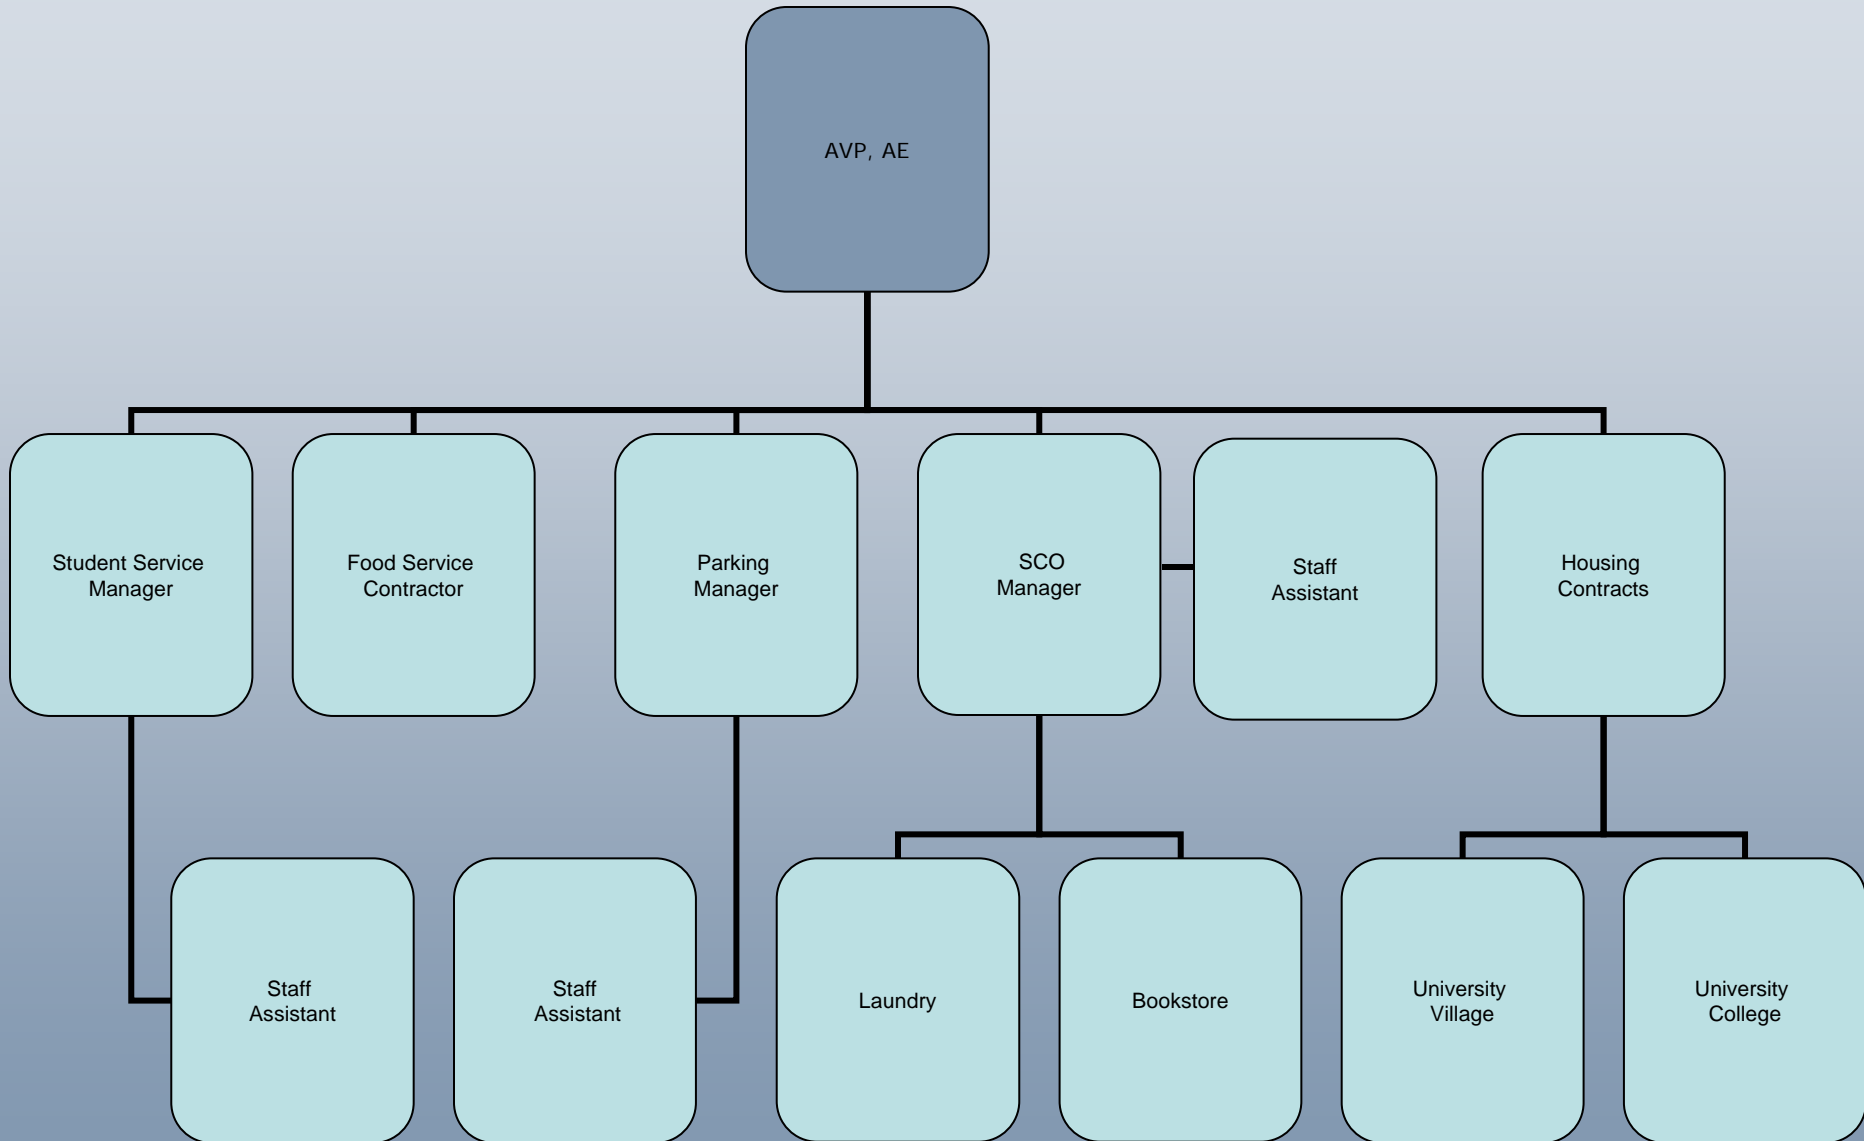 AVP, AE
Student Service
Manager
Food Service
Contractor
Parking
Manager
SCO
Manager
Staff
Assistant
Housing
Contracts
Staff
Assistant
Staff
Assistant
Laundry
Bookstore
University
Village
University
College